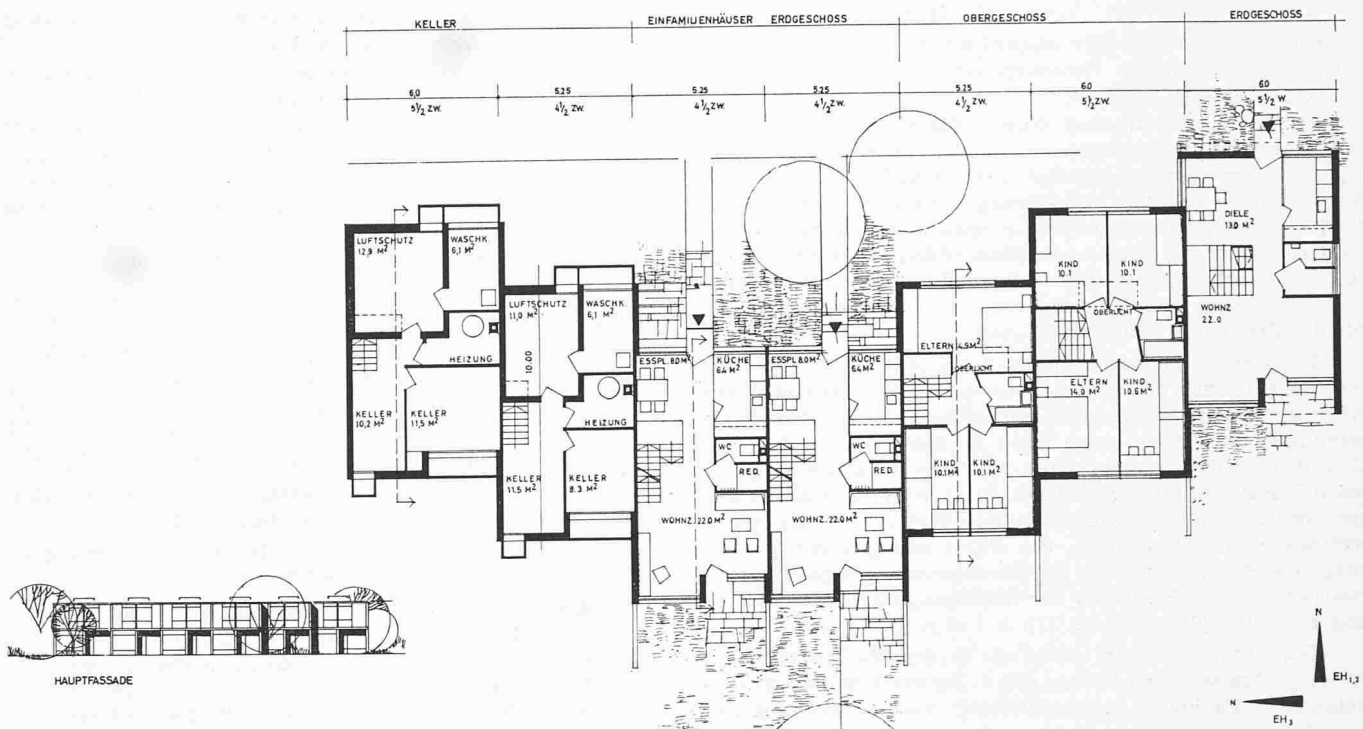 KELLER
EINFAMILIENHÄUSER ERDGESCHOSS
OBERGESCHOSS
ERDGESCHOSS
6,0
5.25
5.25
5.25
5.25
6.0
6.0
5½ ZW.
4½ ZW.
4½ ZW.
4½ ZW.
4½ ZW.
5½ ZW.
5½ W
LUFTSCHUTZ
12,9 M²
WASCHK.
6,1 M²
HEIZUNG
KELLER
10,2 M²
KELLER
11,5 M²
LUFTSCHUTZ
11,0 M²
WASCHK.
6,1 M²
10.00
HEIZUNG
KELLER
11.5 M²
KELLER
8.3 M²
ESSPL. 8.0 M²
KÜCHE
6.4 M²
WC
RED.
WOHNZ. 22.0 M²
ESSPL. 8.0 M²
KÜCHE
6.4 M²
WC
RED.
WOHNZ. 22.0 M²
ELTERN 14.9 M²
OBERLICHT
KIND
10.1 M²
KIND
10.1 M²
KIND
10.1
KIND
10.1
OBERLICHT
ELTERN
14.0 M²
KIND
10.6 M²
DIELE
13.0 M²
WOHNZ
22.0
HAUPTFASSADE
N
EH₁,₂
N
EH₃